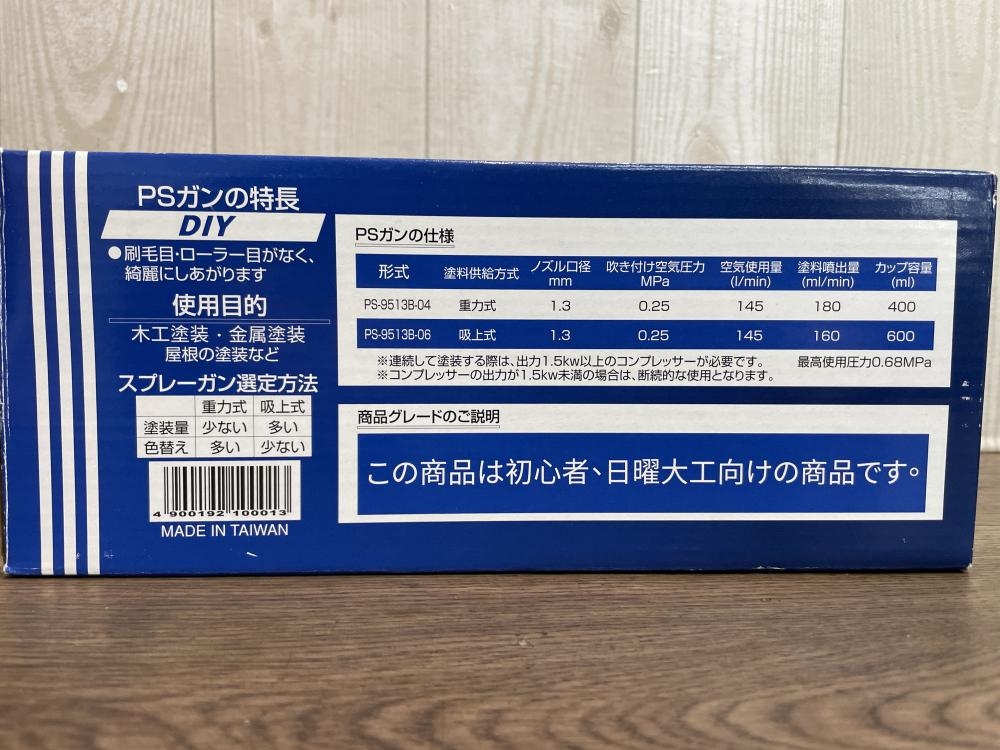 PSガンの特長
DIY
●刷毛目・ローラー目がなく、
綺麗にしあがります
使用目的
木工塗装・金属塗装
屋根の塗装など
スプレーガン選定方法
重力式 吸上式
塗装量 少ない 多い
色替え 多い 少ない
4 900192 100013
MADE IN TAIWAN
PSガンの仕様
形式 塗料供給方式 ノズル口径 mm 吹き付け空気圧力 MPa 空気使用量 (l/min) 塗料噴出量 (ml/min) カップ容量 (ml)
PS-9513B-04 重力式 1.3 0.25 145 180 400
PS-9513B-06 吸上式 1.3 0.25 145 160 600
※連続して塗装する際は、出力1.5kw以上のコンプレッサーが必要です。 最高使用圧力0.68MPa
※コンプレッサーの出力が1.5kw未満の場合は、断続的な使用となります。
商品グレードのご説明
この商品は初心者、日曜大工向けの商品です。